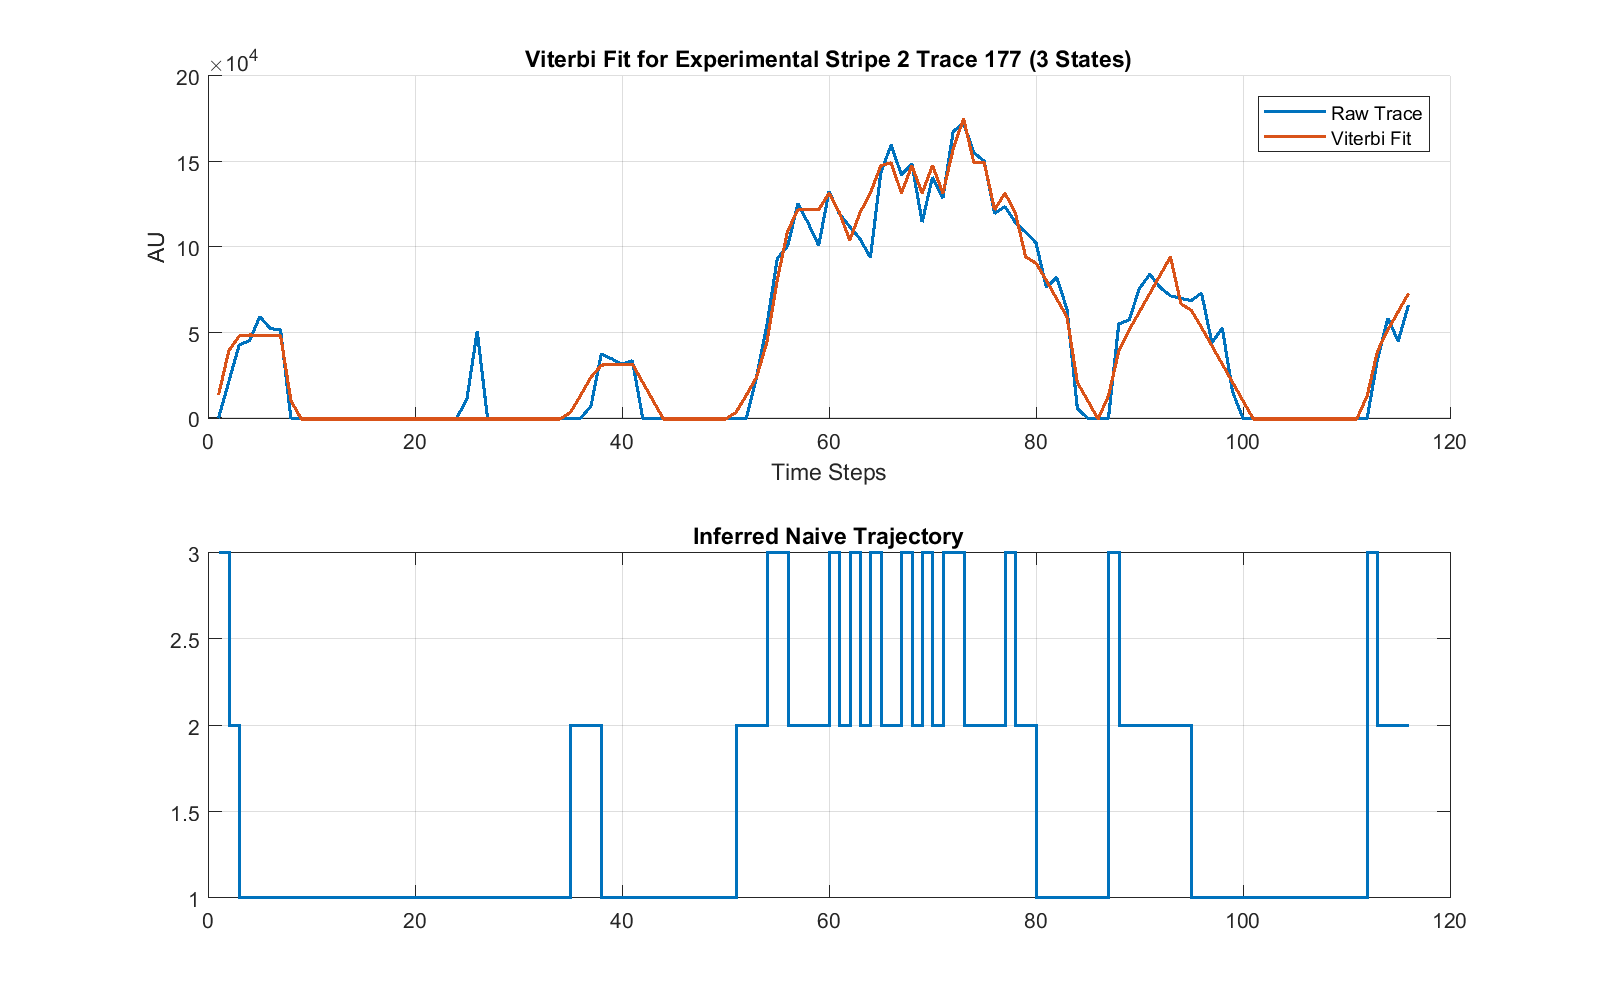 Viterbi Fit for Experimental Stripe 2 Trace 177 (3 States)
×10⁴
20
15
10
5
0
AU
Raw Trace
Viterbi Fit
0 20 40 60 80 100 120
Time Steps
Inferred Naive Trajectory
3
2.5
2
1.5
1
0 20 40 60 80 100 120